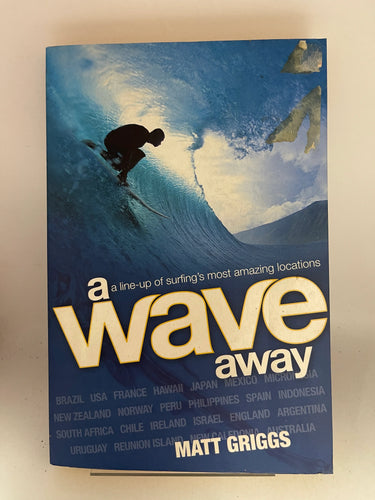 a a line-up of surfing's most amazing locations
wave
away
BRAZIL USA FRANCE HAWAII JAPAN MEXICO MICRONESIA
NEW ZEALAND NORWAY PERU PHILIPPINES SPAIN INDONESIA
SOUTH AFRICA CHILE IRELAND ISRAEL ENGLAND ARGENTINA
URUGUAY REUNION ISLAND NEW CALEDONIA AUSTRALIA
MATT GRIGGS